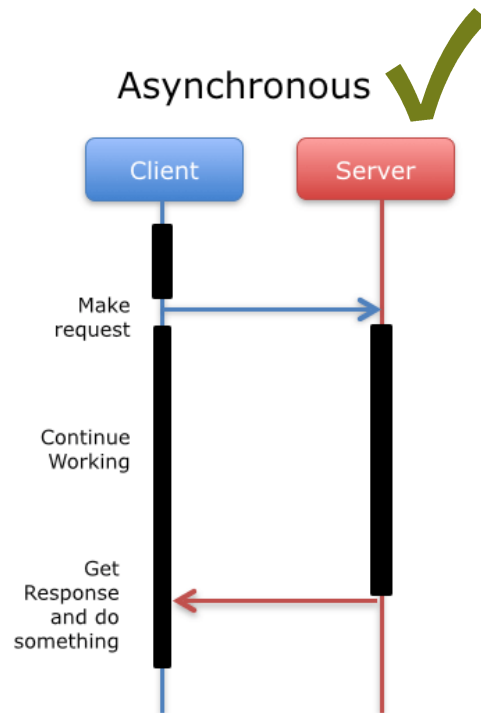 Asynchronous
Client
Server
Make
request
Continue
Working
Get
Response
and do
something